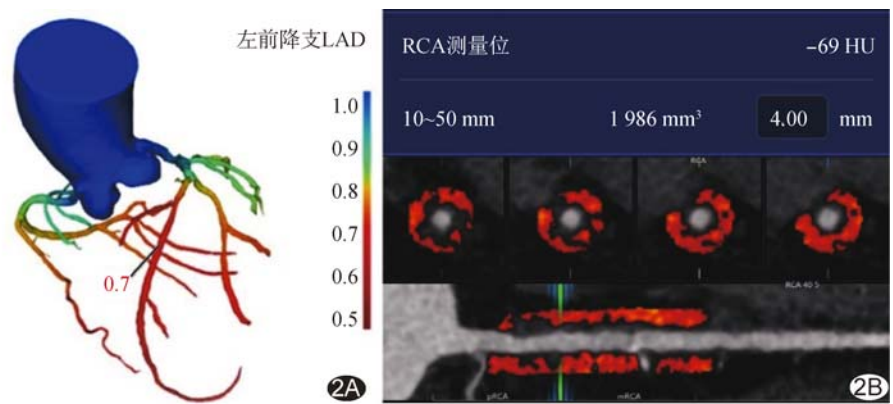 左前降支LAD
1.0
0.9
0.8
0.7
0.6
0.5
0.7
2A
RCA测量位 −69 HU
10~50 mm 1 986 mm³ 4.00 mm
RCA
RCA 40 5
pRCA mRCA
2B